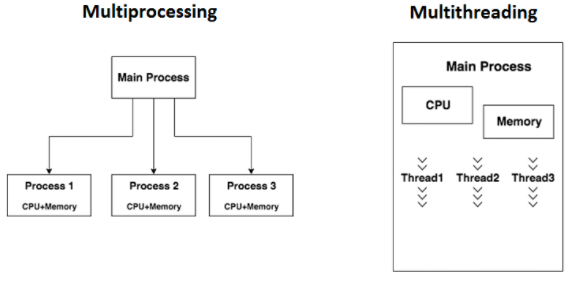 Multiprocessing
Main Process
Process 1
CPU+Memory
Process 2
CPU+Memory
Process 3
CPU+Memory
Multithreading
Main Process
CPU
Memory
Thread1 Thread2 Thread3